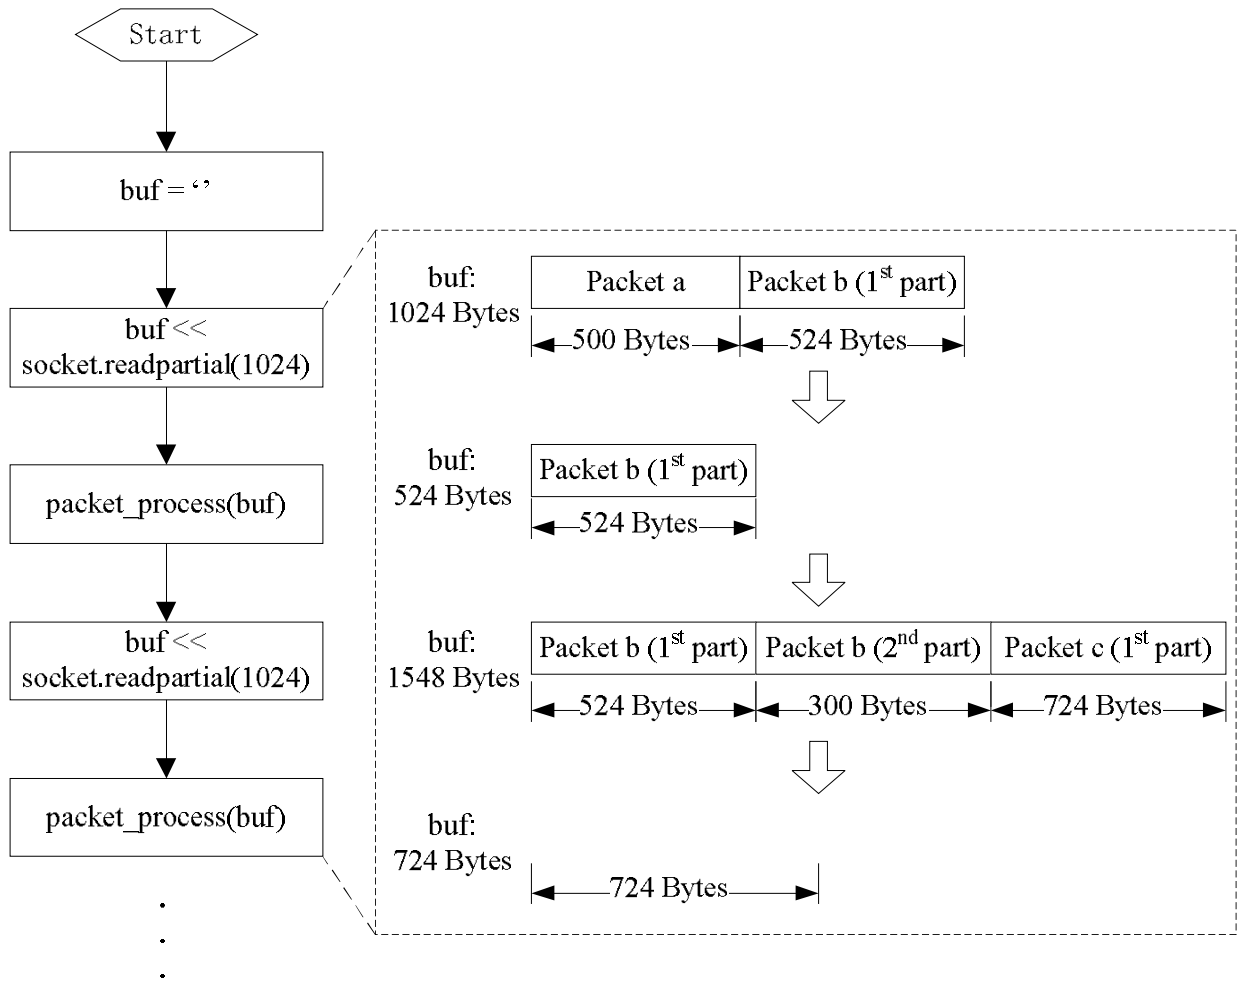 Start
buf = ‘ ’
buf <<
socket.readpartial(1024)
packet_process(buf)
buf <<
socket.readpartial(1024)
packet_process(buf)
.
.
.
buf:
1024 Bytes
Packet a
Packet b (1st part)
500 Bytes
524 Bytes
buf:
524 Bytes
Packet b (1st part)
524 Bytes
buf:
1548 Bytes
Packet b (1st part)
Packet b (2nd part)
Packet c (1st part)
524 Bytes
300 Bytes
724 Bytes
buf:
724 Bytes
724 Bytes